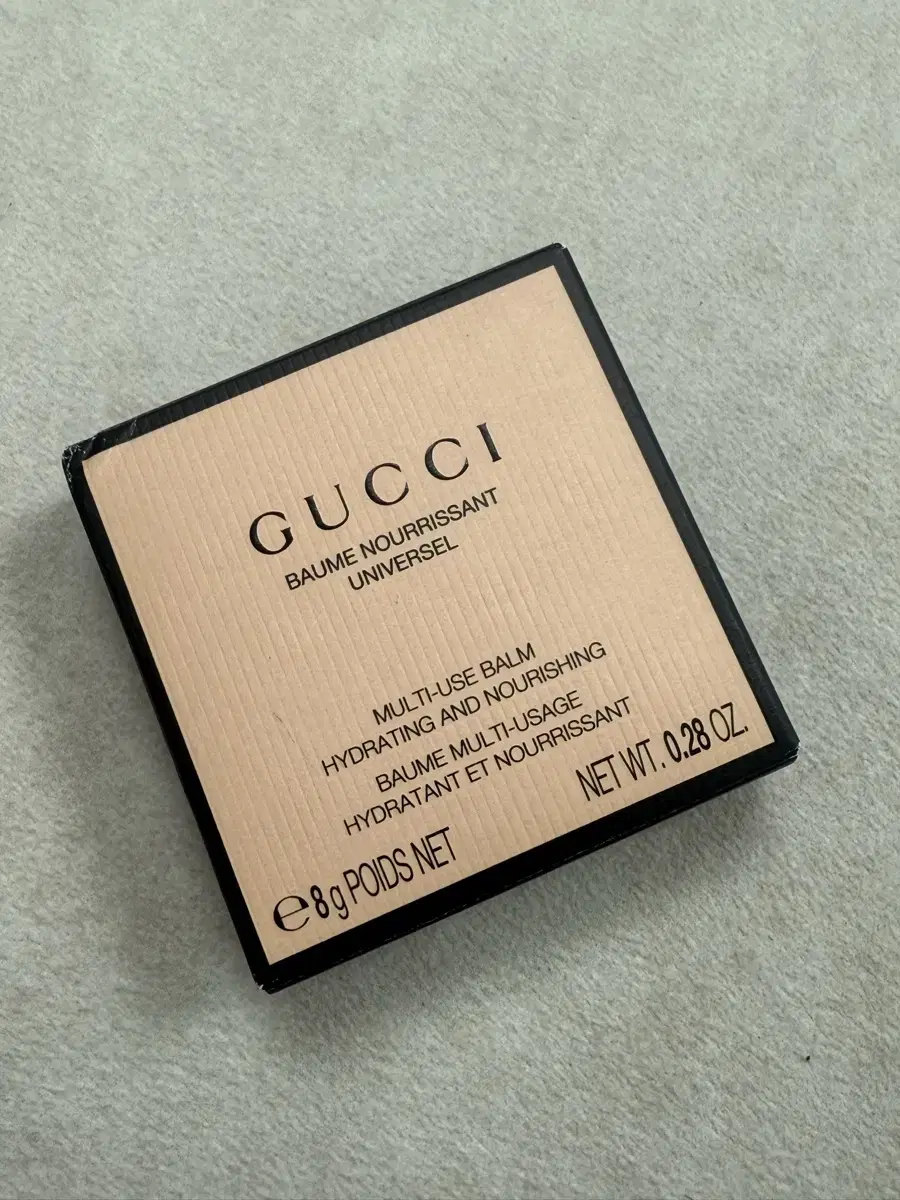 GUCCI
BAUME NOURRISSANT
UNIVERSEL
MULTI-USE BALM
HYDRATING AND NOURISHING
BAUME MULTI-USAGE
HYDRATANT ET NOURRISSANT
NET WT. 0.28 OZ.
℮8g POIDS NET